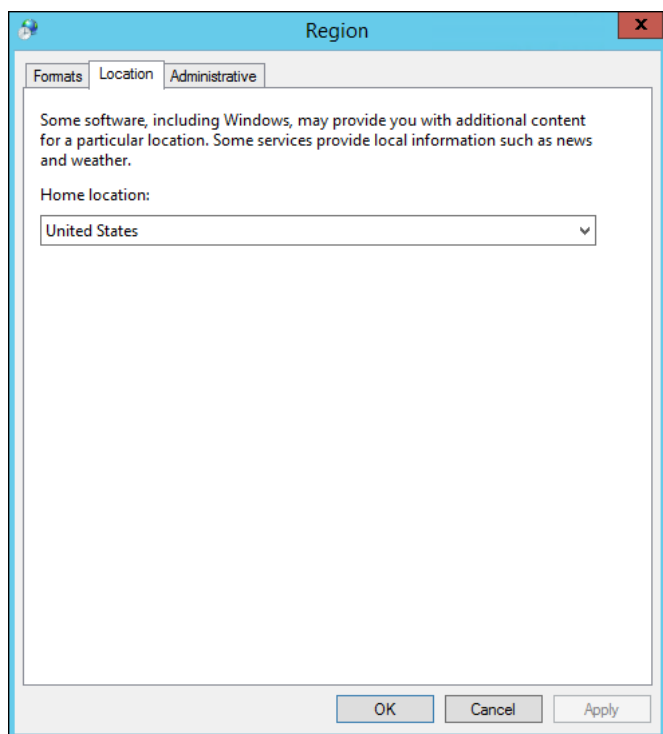 Region
x
Formats
Location
Administrative
Some software, including Windows, may provide you with additional content
for a particular location. Some services provide local information such as news
and weather.
Home location:
United States
OK
Cancel
Apply